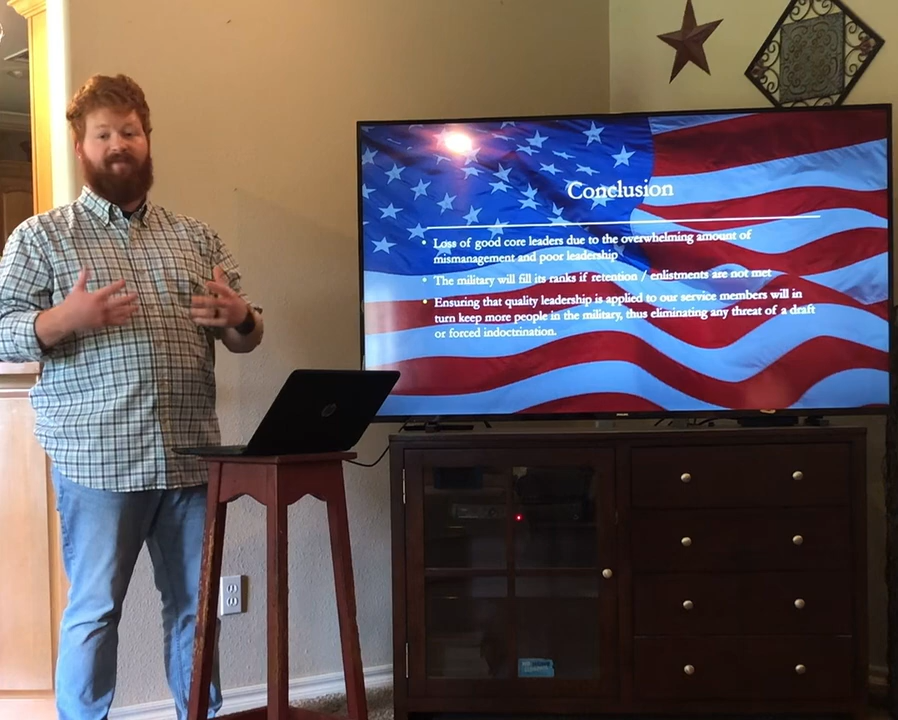 Conclusion
• Loss of good core leaders due to the overwhelming amount of
mismanagement and poor leadership
• The military will fill its ranks if retention / enlistments are not met
• Ensuring that quality leadership is applied to our service members will in
turn keep more people in the military, thus eliminating any threat of a draft
or forced indoctrination.
hp
PHILIPS